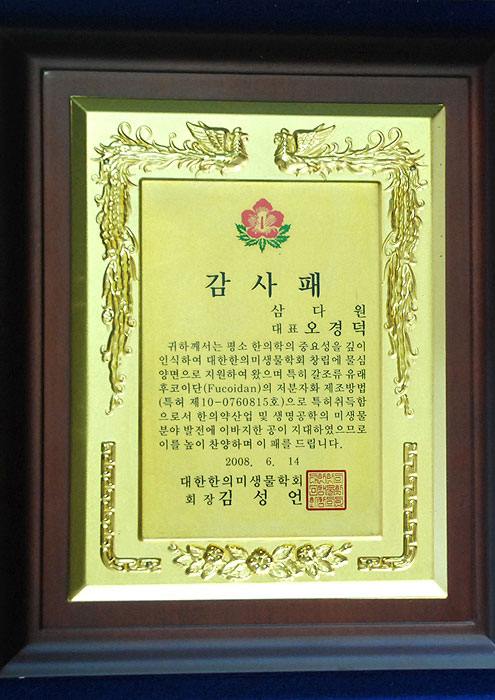 감사패
삼다원
대표 오경덕
귀하께서는 평소 한의학의 중요성을 깊이
인식하여 대한한의미생물학회 창립에 물심
양면으로 지원하여 왔으며 특히 갈조류 유래
후코이단(Fucoidan)의 저분자화 제조방법
(특허 제10-0760815호)으로 특허취득함
으로서 한의약산업 및 생명공학의 미생물
분야 발전에 이바지한 공이 지대하였으므로
이를 높이 찬양하며 이 패를 드립니다.
2008. 6. 14
대한한의미생물학회
회장 김성언